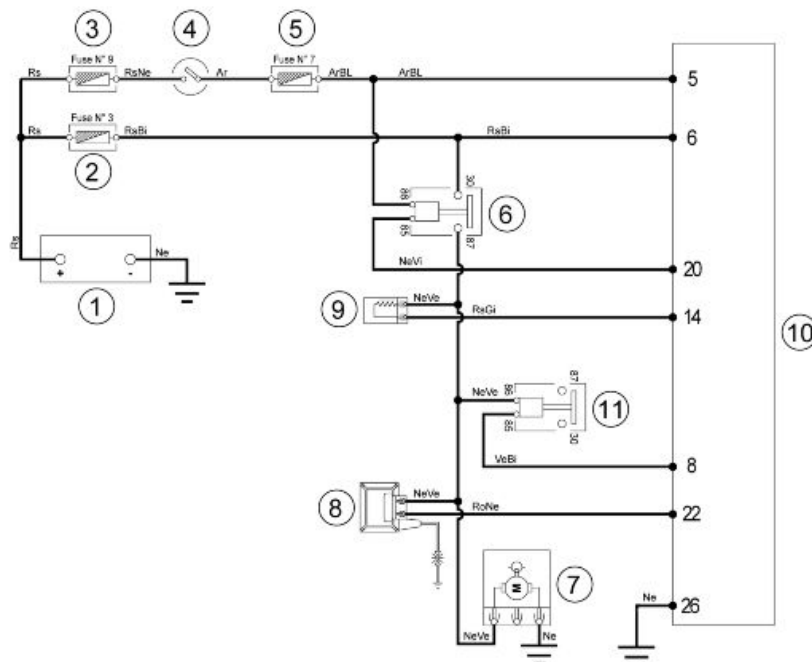 3 4 5
Fuse N° 9 Fuse N° 7
Rs RsNe Ar ArBL ArBL 5
Fuse N° 3
Rs RsBi RsBi 6
2
86 30
6
85 87
Rs Ne
+ -
1
NeVi 20
9 NeVe
RsGi 14
10
NeVe 86 87
11
85 30
VeBi 8
NeVe
8 RoNe 22
M 7
Ne 26
NeVe Ne